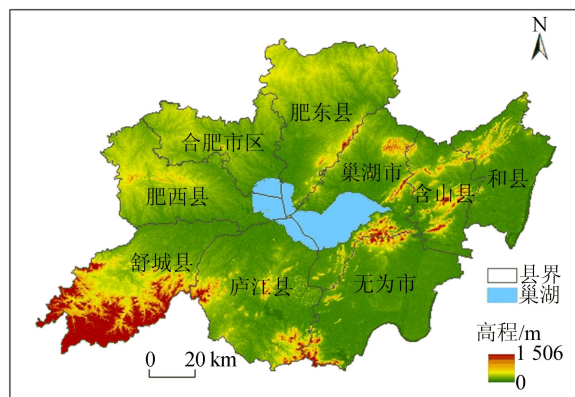 N
肥东县
合肥市区
巢湖市
和县
含山县
肥西县
舒城县
庐江县
无为市
县界
巢湖
高程/m
1 506
0
0 20 km